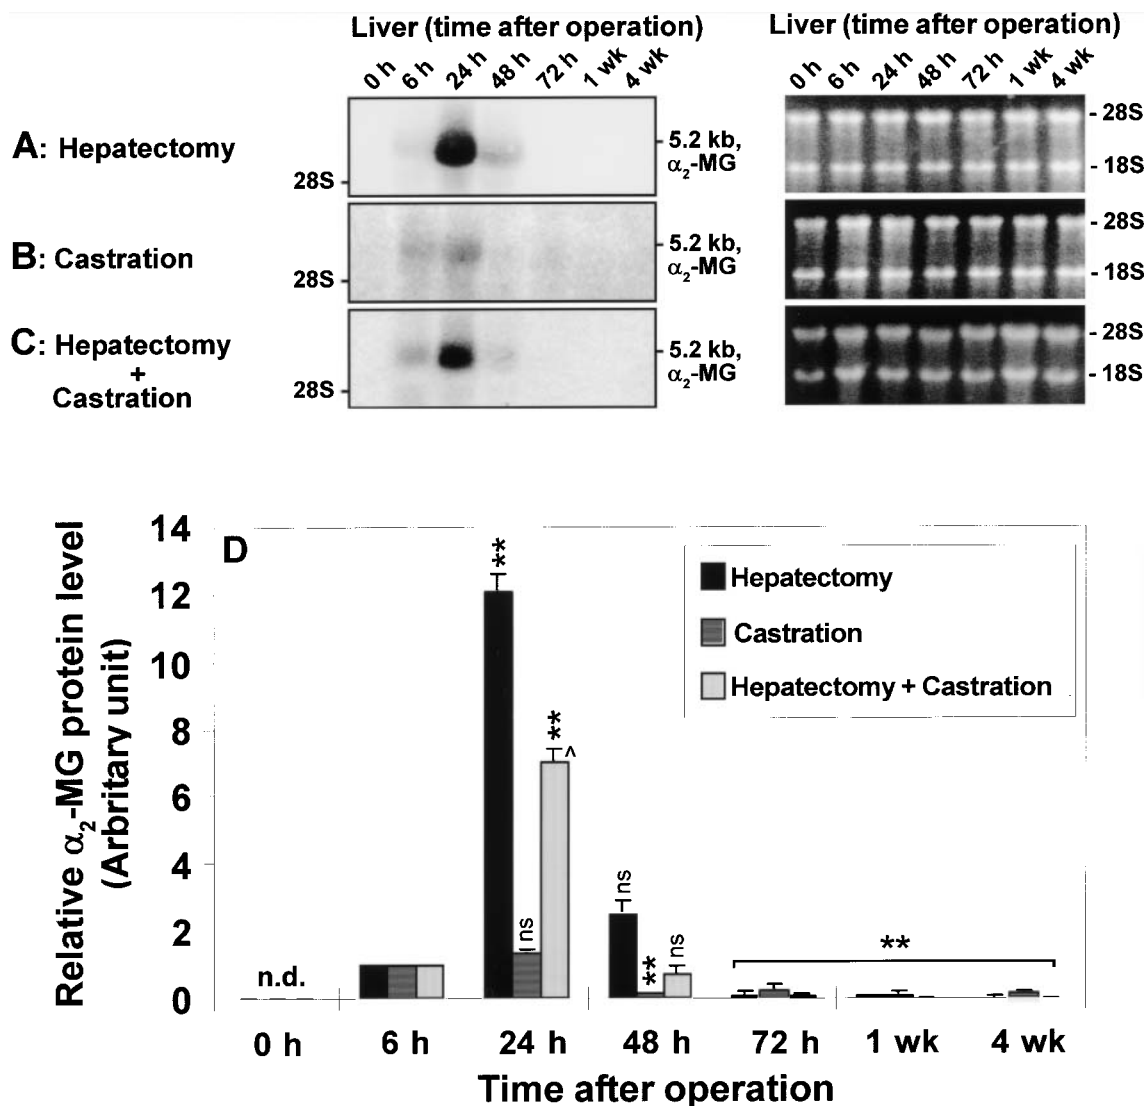 Liver (time after operation)
0 h 6 h 24 h 48 h 72 h 1 wk 4 wk
Liver (time after operation)
0 h 6 h 24 h 48 h 72 h 1 wk 4 wk
A: Hepatectomy
28S
5.2 kb,
α₂-MG
- 28S
- 18S
B: Castration
28S
5.2 kb,
α₂-MG
- 28S
- 18S
C: Hepatectomy
+
Castration
28S
5.2 kb,
α₂-MG
- 28S
- 18S
D
Relative α₂-MG protein level
(Arbritary unit)
14
12
10
8
6
4
2
0
Hepatectomy
Castration
Hepatectomy + Castration
n.d.
**
ns
**
^
ns
**
ns
**
0 h 6 h 24 h 48 h 72 h 1 wk 4 wk
Time after operation